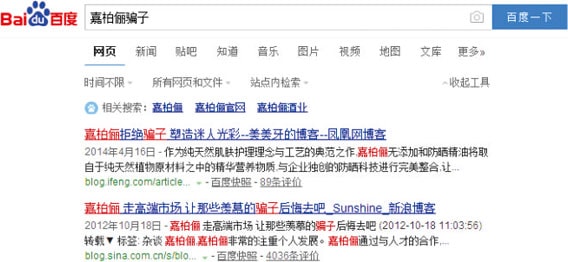 Bai du 百度 嘉柏俪骗子 百度一下
网页 新闻 贴吧 知道 音乐 图片 视频 地图 文库 更多»
时间不限 所有网页和文件 站点内检索 收起工具
相关搜索: 嘉柏俪 嘉柏俪官网 嘉柏俪酒业
嘉柏俪拒绝骗子 塑造迷人光彩--美美牙的博客--凤凰网博客
2014年4月16日 - 作为纯天然肌肤护理理念与工艺的典范之作,嘉柏俪无添加和防晒精油将取
自于纯天然植物原材料之中的精华营养物质,与企业独创的防晒科技进行完美整合,让...
blog.ifeng.com/article... - 百度快照 - 89条评价
嘉柏俪 走高端市场 让那些羡慕的骗子后悔去吧_Sunshine_新浪博客
2012年10月18日 - 嘉柏俪 走高端市场 让那些羡慕的骗子后悔去吧 (2012-10-18 11:03:56)
转载▼ 标签: 杂谈 嘉柏俪,嘉柏俪非常的注重个人发展。嘉柏俪通过与人才的合作,...
blog.sina.com.cn/s/blo... - 百度快照 - 4036条评价